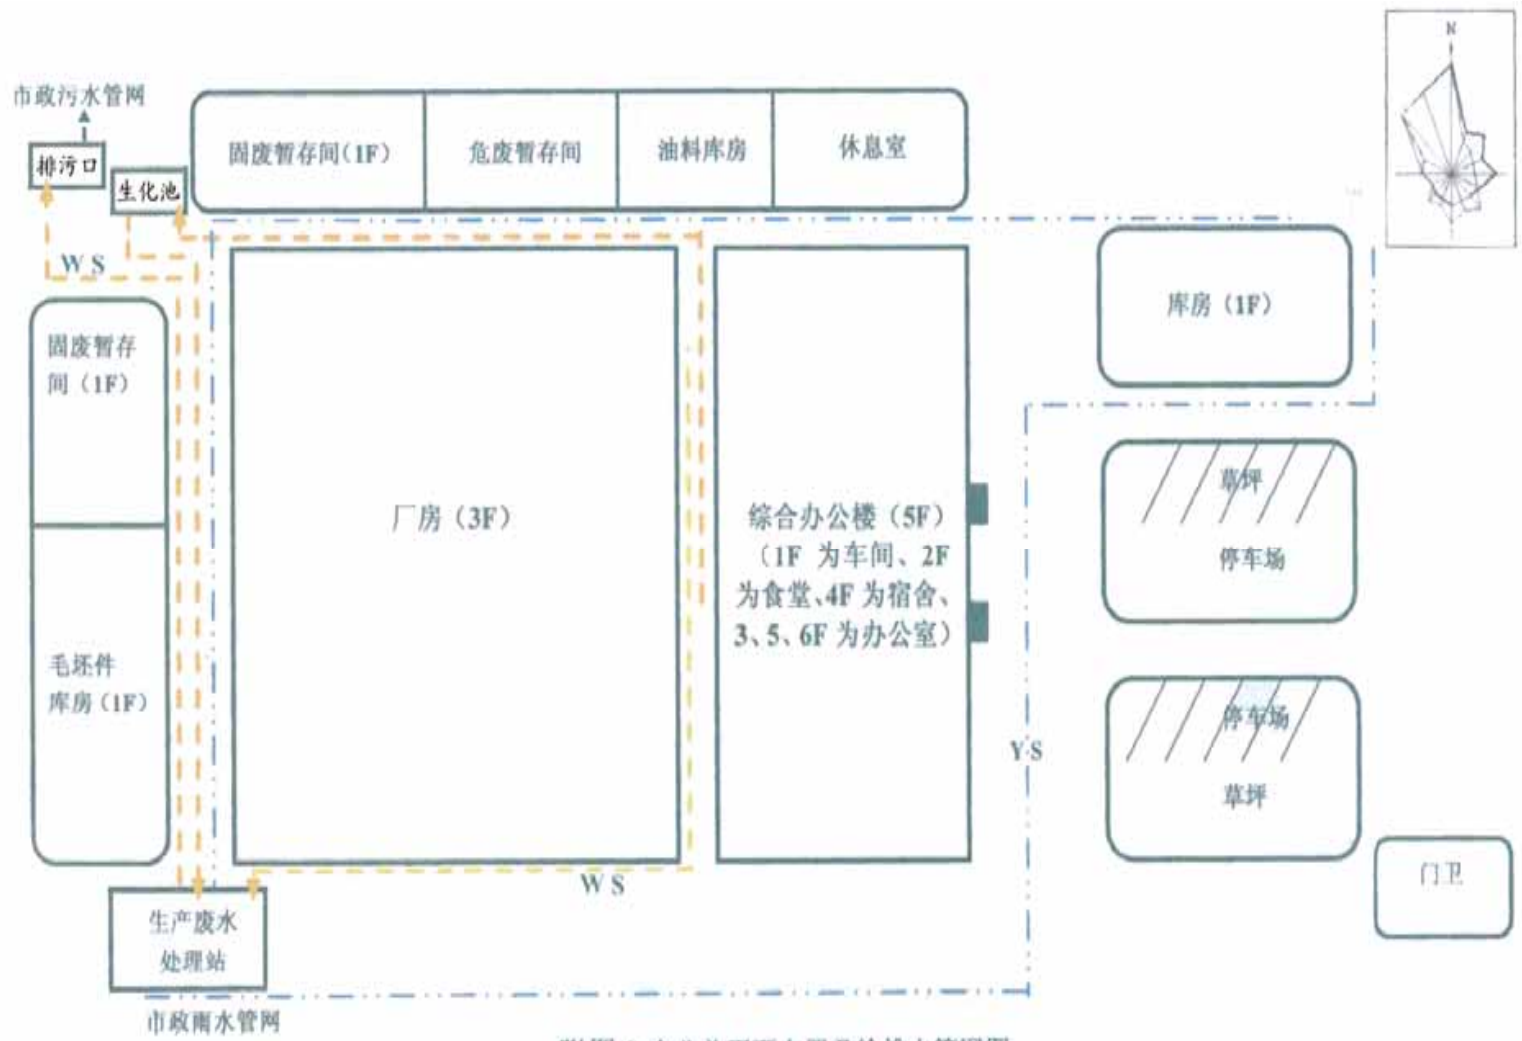 N
市政污水管网
排污口
生化池
固废暂存间(1F)
危废暂存间
油料库房
休息室
W S
固废暂存
间（1F）
毛坯件
库房(1F)
厂房（3F）
综合办公楼（5F）
（1F 为车间、2F
为食堂、4F 为宿舍、
3、5、6F 为办公室）
库房（1F）
草坪
停车场
停车场
草坪
Y S
门卫
W S
生产废水
处理站
市政雨水管网